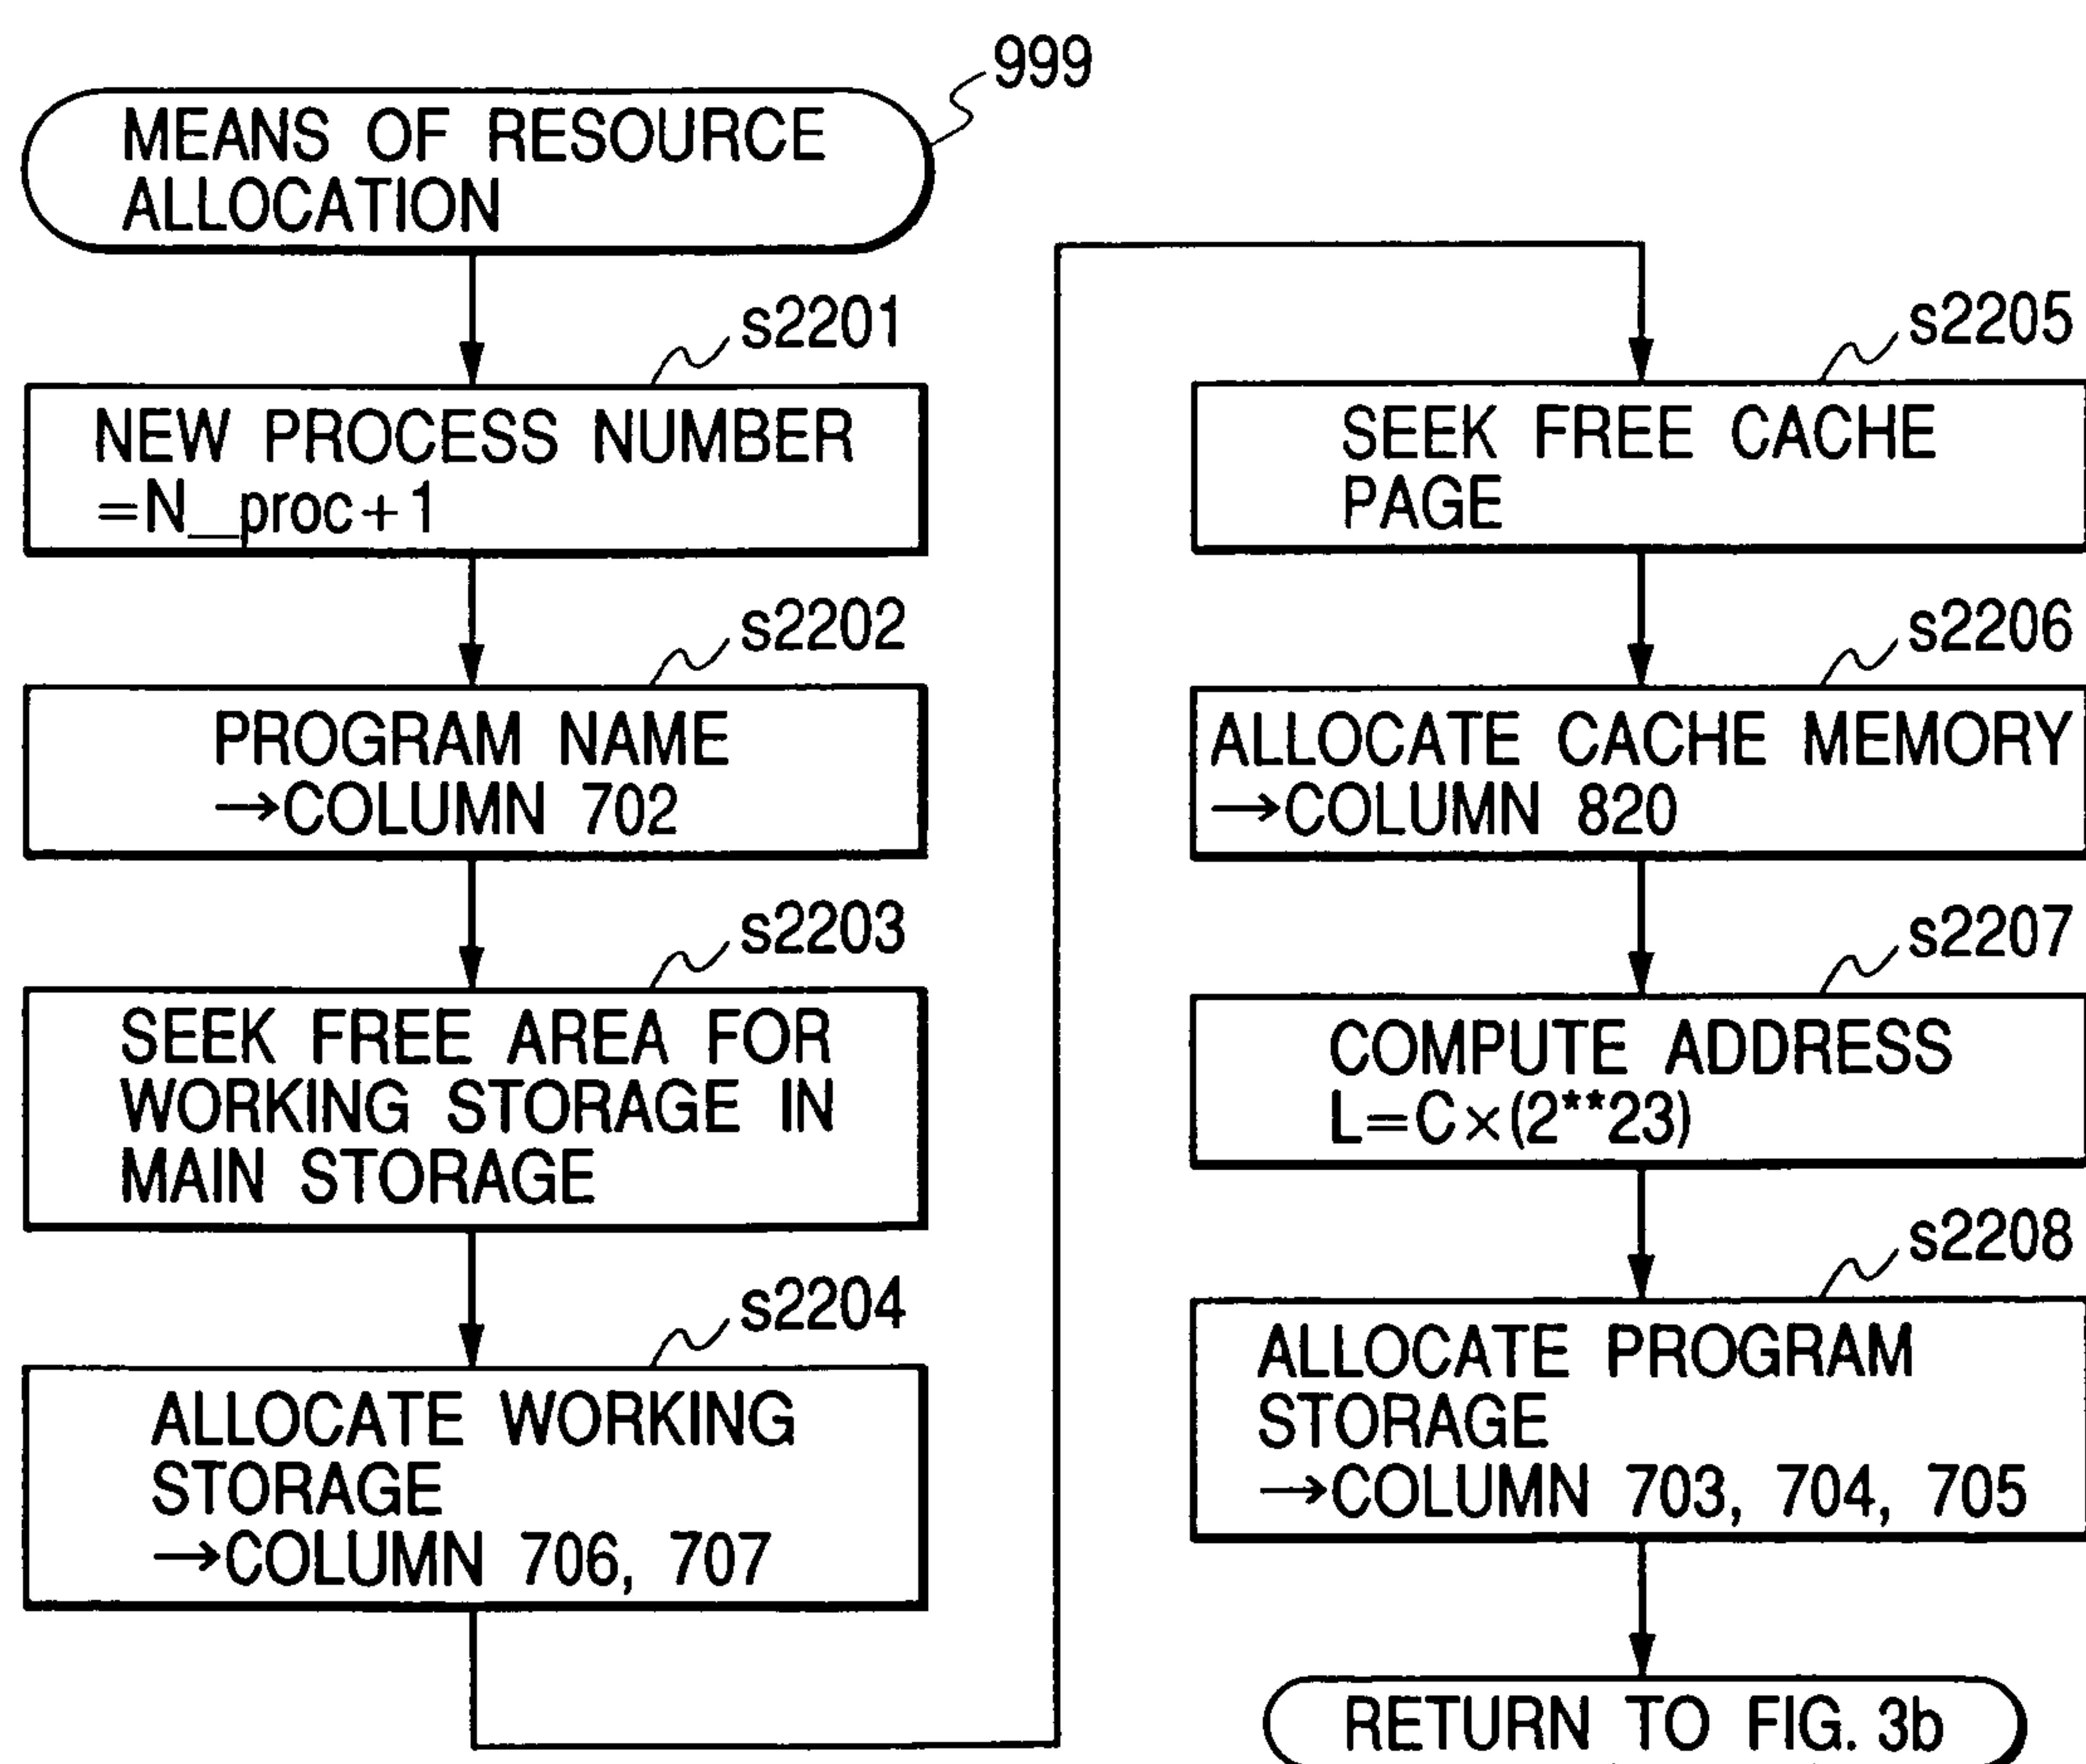 999
MEANS OF RESOURCE
ALLOCATION
s2201
NEW PROCESS NUMBER
=N__proc+1
s2202
PROGRAM NAME
→COLUMN 702
s2203
SEEK FREE AREA FOR
WORKING STORAGE IN
MAIN STORAGE
s2204
ALLOCATE WORKING
STORAGE
→COLUMN 706, 707
s2205
SEEK FREE CACHE
PAGE
s2206
ALLOCATE CACHE MEMORY
→COLUMN 820
s2207
COMPUTE ADDRESS
L=C×(2**23)
s2208
ALLOCATE PROGRAM
STORAGE
→COLUMN 703, 704, 705
RETURN TO FIG. 3b